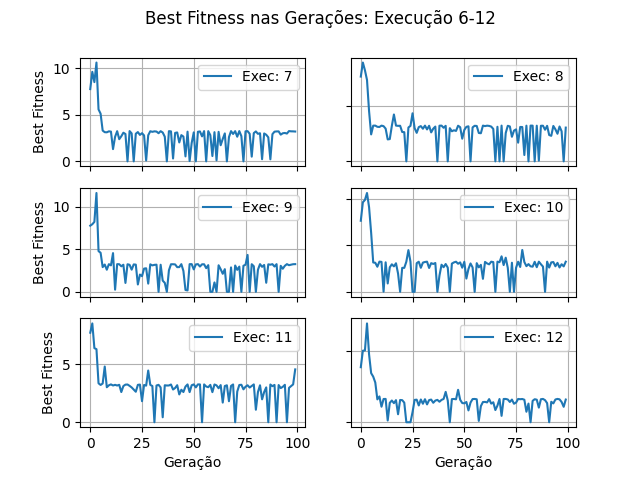 Best Fitness nas Gerações: Execução 6-12
Best Fitness
10
5
0
Exec: 7
Exec: 8
Best Fitness
10
5
0
Exec: 9
Exec: 10
Best Fitness
5
0
Exec: 11
Exec: 12
0 25 50 75 100
0 25 50 75 100
Geração
Geração